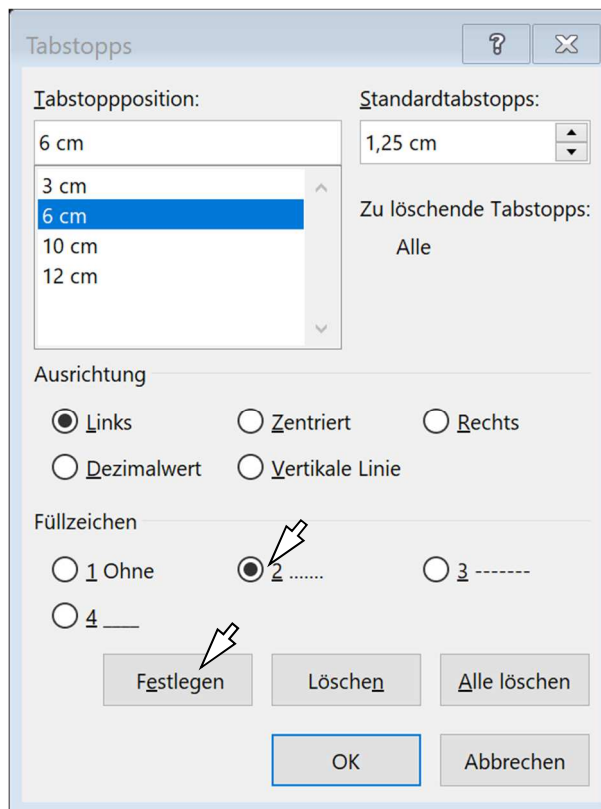 Tabstopps
Tabstoppposition: Standardtabstopps:
6 cm 1,25 cm
3 cm
6 cm Zu löschende Tabstopps:
10 cm Alle
12 cm
Ausrichtung
Links Zentriert Rechts
Dezimalwert Vertikale Linie
Füllzeichen
1 Ohne 2 ....... 3 -------
4 ___
Festlegen Löschen Alle löschen
OK Abbrechen